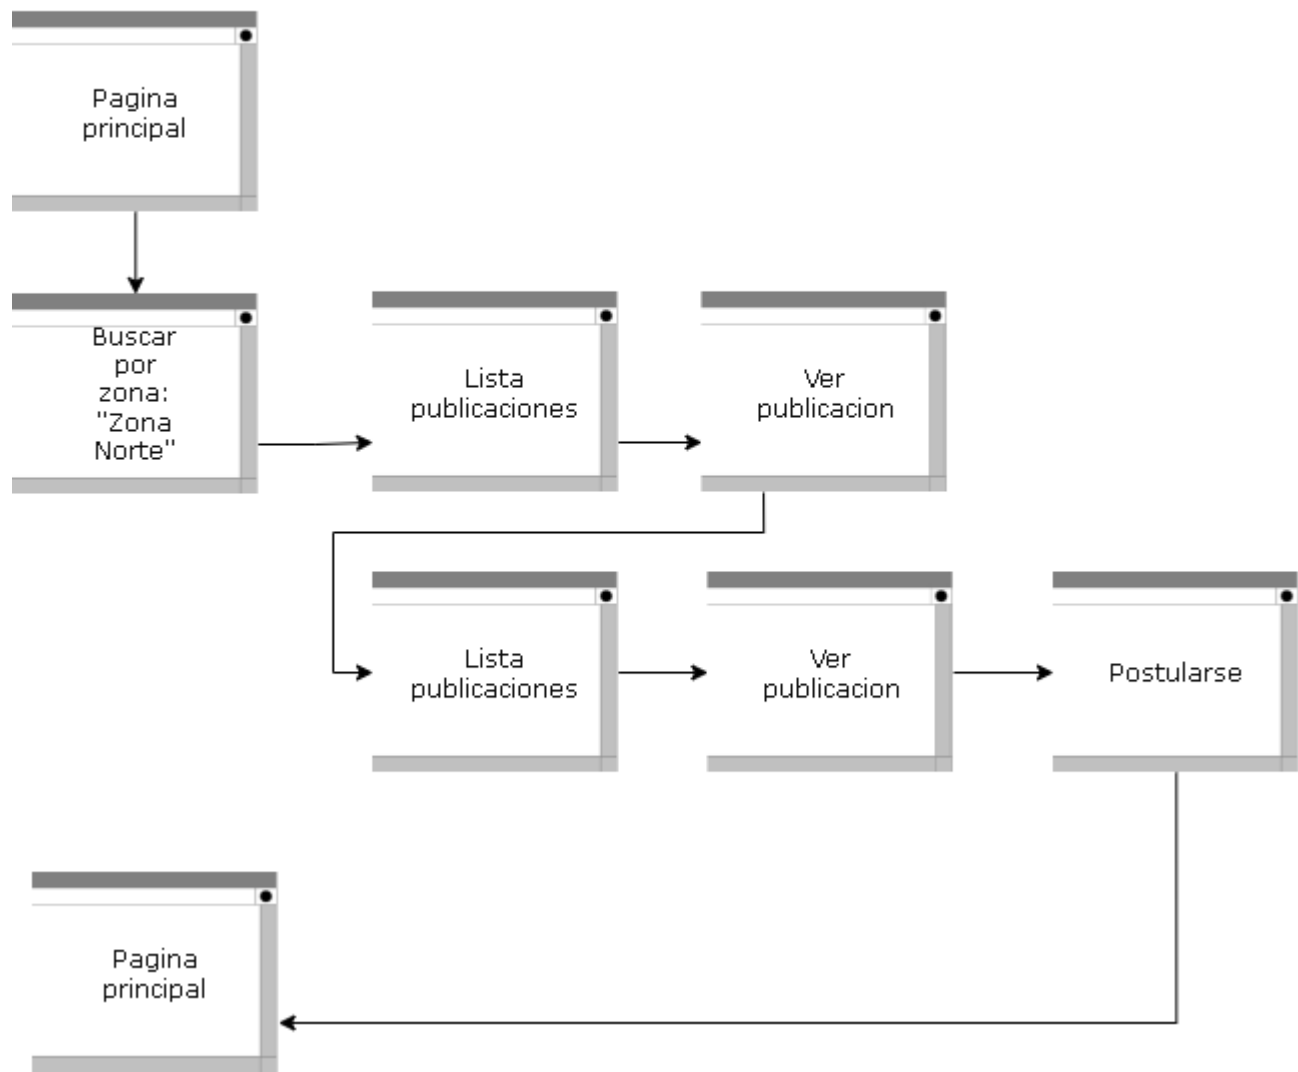 Pagina
principal
Buscar
por
zona:
"Zona
Norte"
Lista
publicaciones
Ver
publicacion
Lista
publicaciones
Ver
publicacion
Postularse
Pagina
principal